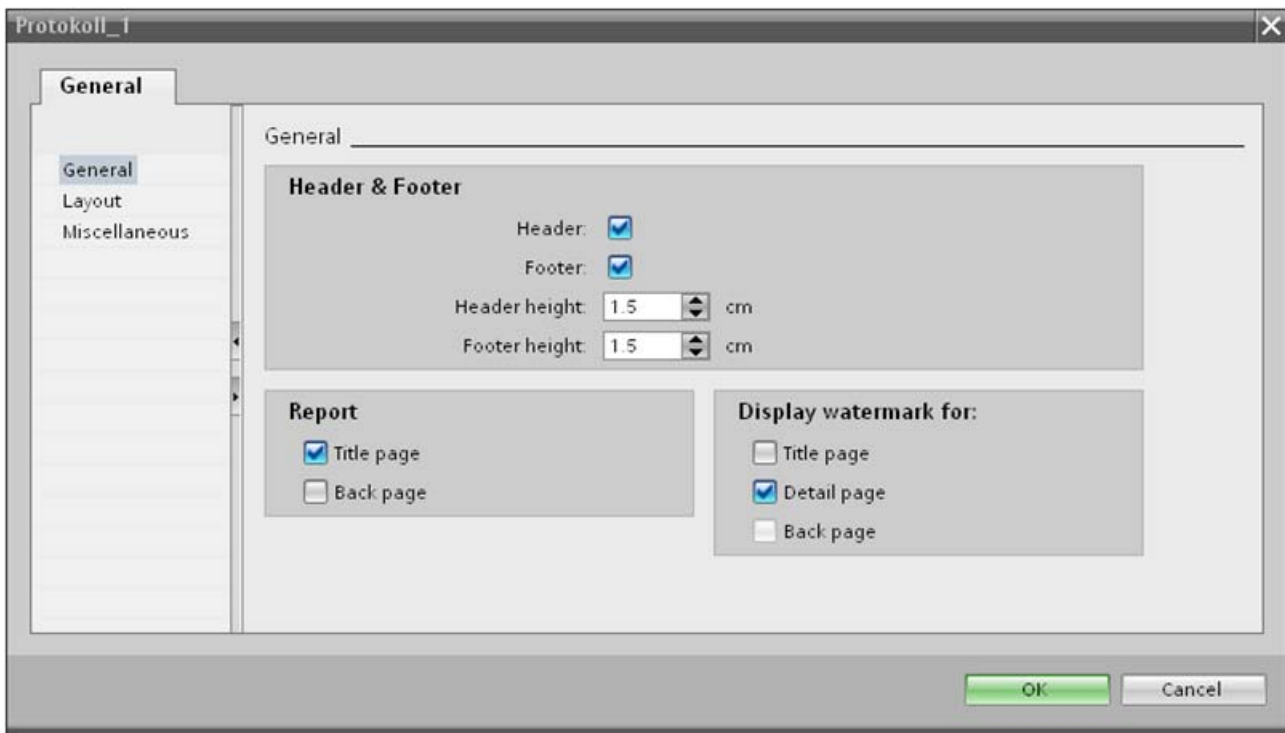 Protokoll_1
General
General
Layout
Miscellaneous
General
Header & Footer
Header:
Footer:
Header height: 1.5 cm
Footer height: 1.5 cm
Report
Title page
Back page
Display watermark for:
Title page
Detail page
Back page
OK
Cancel